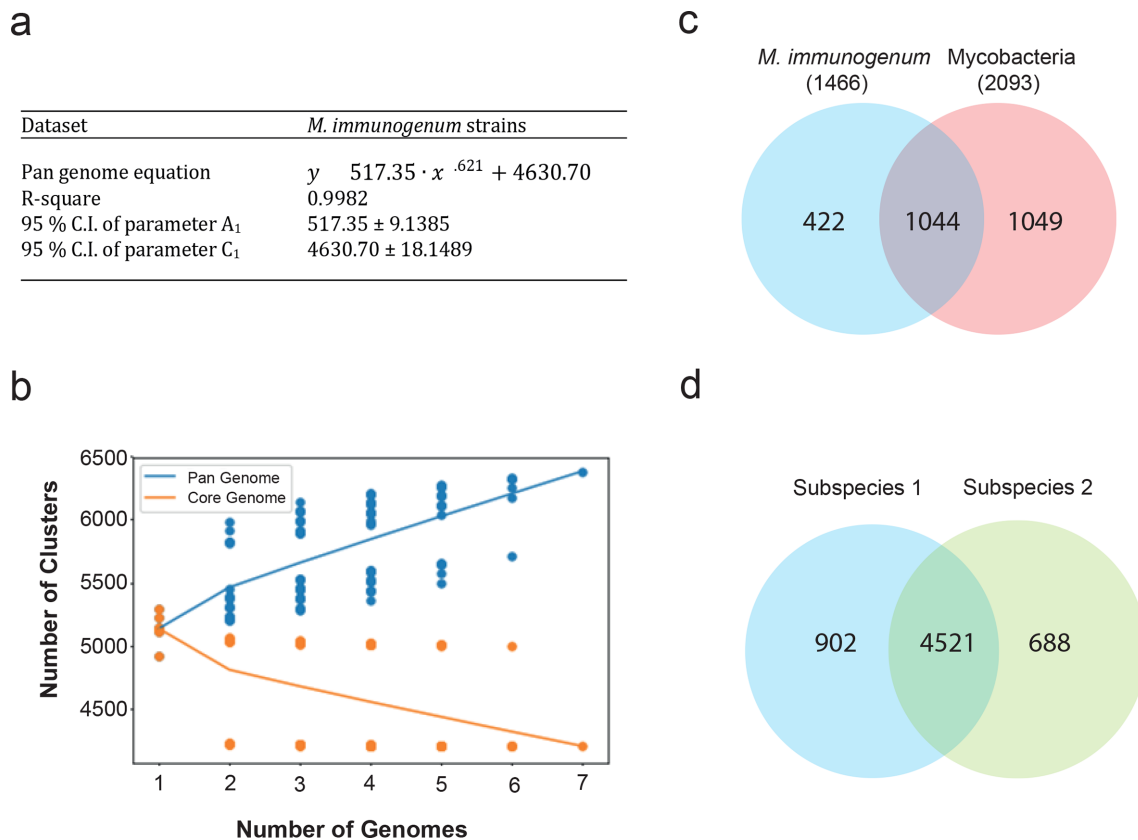 a
Dataset M. immunogenum strains
Pan genome equation y 517.35 · x .621 + 4630.70
R-square 0.9982
95 % C.I. of parameter A1 517.35 ± 9.1385
95 % C.I. of parameter C1 4630.70 ± 18.1489
b
Number of Clusters
6500
6000
5500
5000
4500
Pan Genome
Core Genome
1 2 3 4 5 6 7
Number of Genomes
c
M. immunogenum Mycobacteria
(1466) (2093)
422 1044 1049
d
Subspecies 1 Subspecies 2
902 4521 688